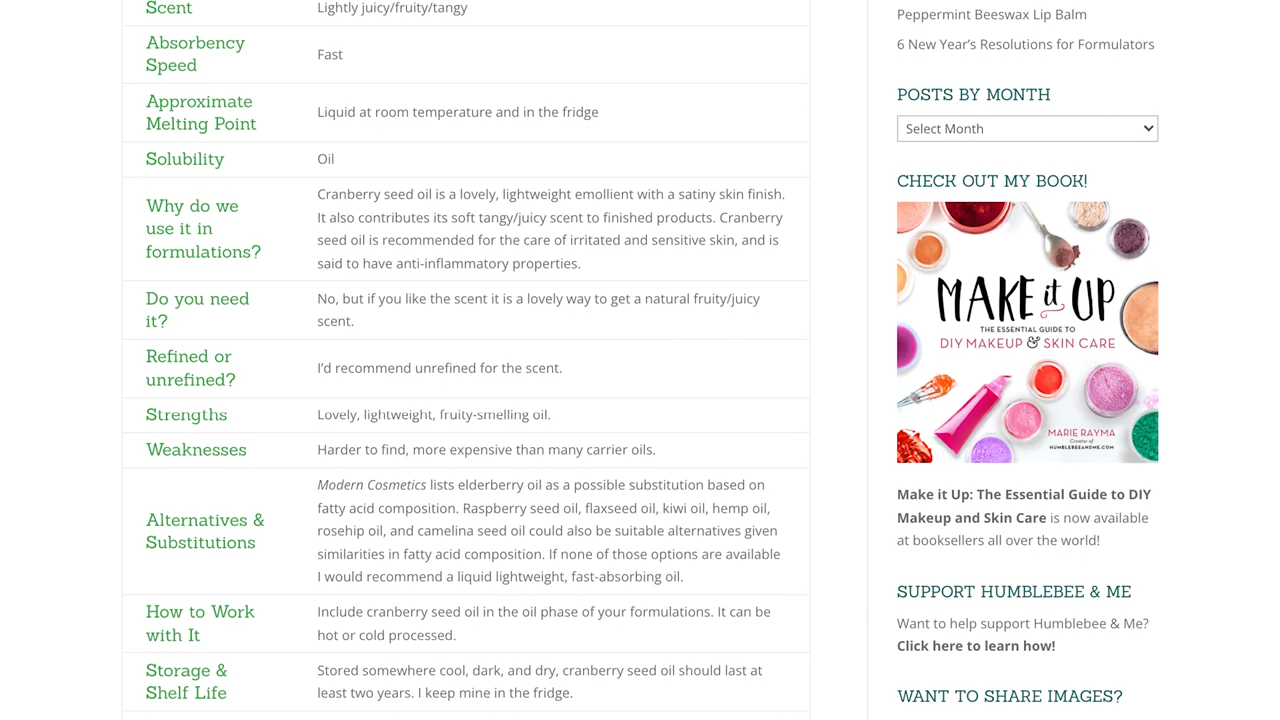 Scent
Lightly juicy/fruity/tangy
Absorbency
Speed
Fast
Approximate
Melting Point
Liquid at room temperature and in the fridge
Solubility
Oil
Why do we
use it in
formulations?
Cranberry seed oil is a lovely, lightweight emollient with a satiny skin finish.
It also contributes its soft tangy/juicy scent to finished products. Cranberry
seed oil is recommended for the care of irritated and sensitive skin, and is
said to have anti-inflammatory properties.
Do you need
it?
No, but if you like the scent it is a lovely way to get a natural fruity/juicy
scent.
Refined or
unrefined?
I’d recommend unrefined for the scent.
Strengths
Lovely, lightweight, fruity-smelling oil.
Weaknesses
Harder to find, more expensive than many carrier oils.
Alternatives &
Substitutions
Modern Cosmetics lists elderberry oil as a possible substitution based on
fatty acid composition. Raspberry seed oil, flaxseed oil, kiwi oil, hemp oil,
rosehip oil, and camelina seed oil could also be suitable alternatives given
similarities in fatty acid composition. If none of those options are available
I would recommend a liquid lightweight, fast-absorbing oil.
How to Work
with It
Include cranberry seed oil in the oil phase of your formulations. It can be
hot or cold processed.
Storage &
Shelf Life
Stored somewhere cool, dark, and dry, cranberry seed oil should last at
least two years. I keep mine in the fridge.
Peppermint Beeswax Lip Balm
6 New Year’s Resolutions for Formulators
POSTS BY MONTH
Select Month
CHECK OUT MY BOOK!
MAKE it UP
THE ESSENTIAL GUIDE TO
DIY MAKEUP & SKIN CARE
MARIE RAYMA
Creator of
HUMBLEBEEANDME.COM
Make it Up: The Essential Guide to DIY
Makeup and Skin Care is now available
at booksellers all over the world!
SUPPORT HUMBLEBEE & ME
Want to help support Humblebee & Me?
Click here to learn how!
WANT TO SHARE IMAGES?